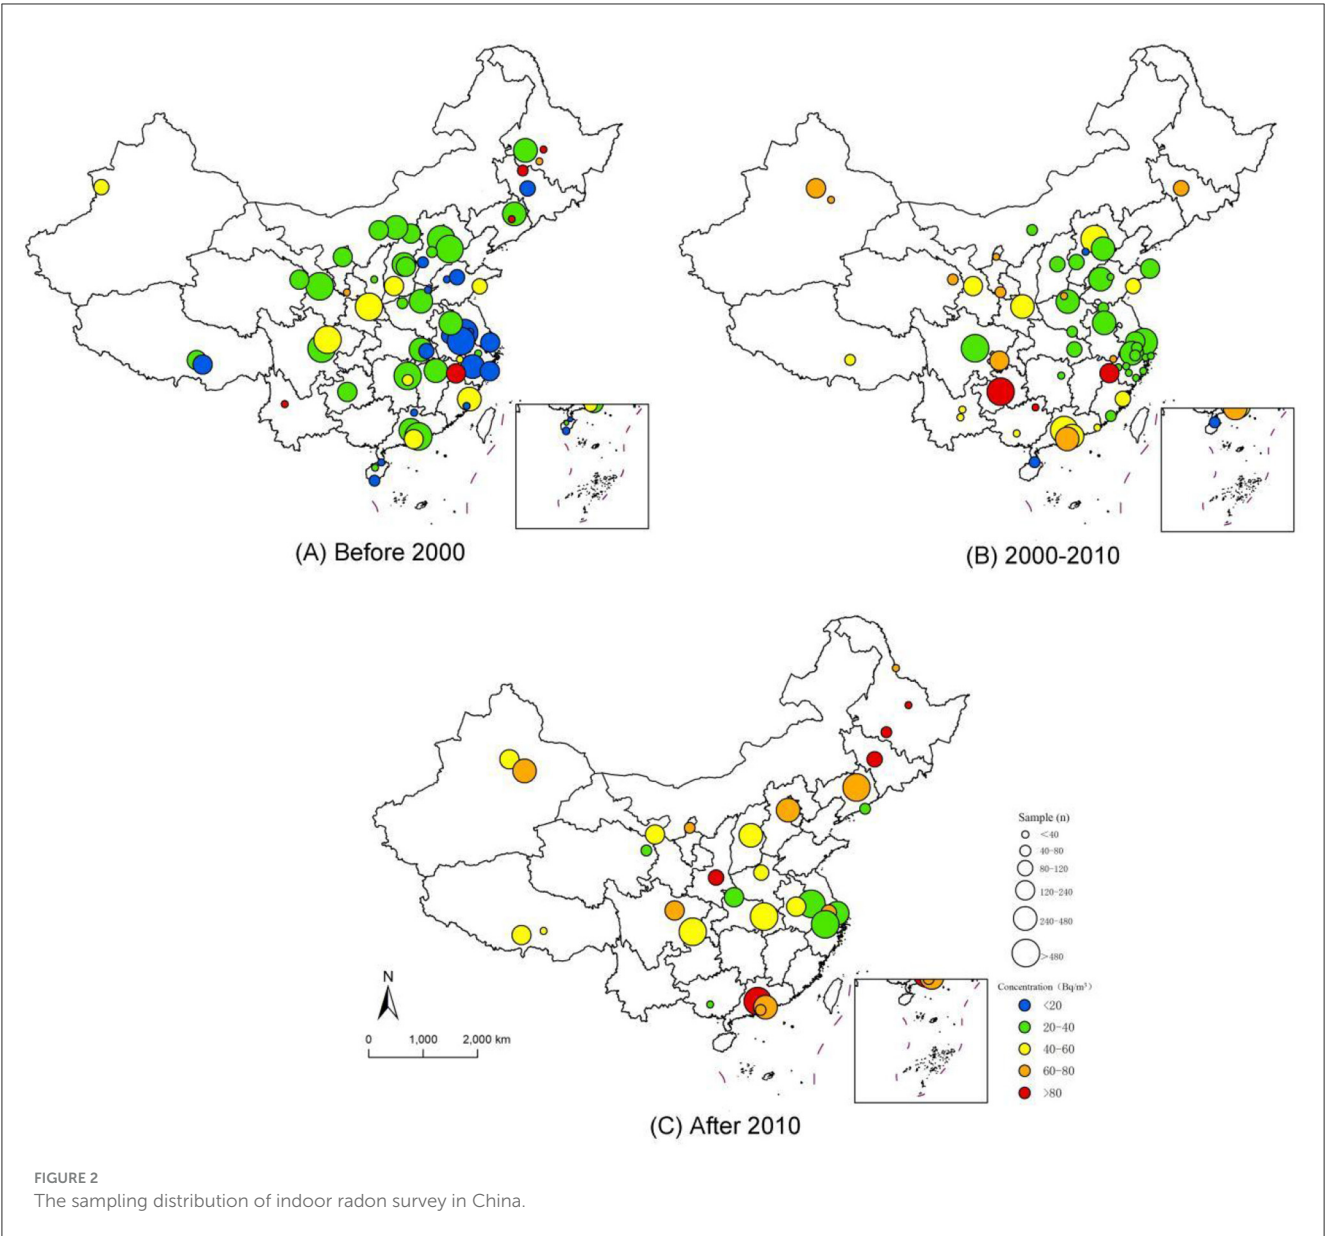 (A) Before 2000
(B) 2000-2010
Sample (n)
<40
40-80
80-120
120-240
240-480
>480
N
0 1,000 2,000 km
Concentration (Bq/m³)
<20
20-40
40-60
60-80
>80
(C) After 2010
FIGURE 2
The sampling distribution of indoor radon survey in China.